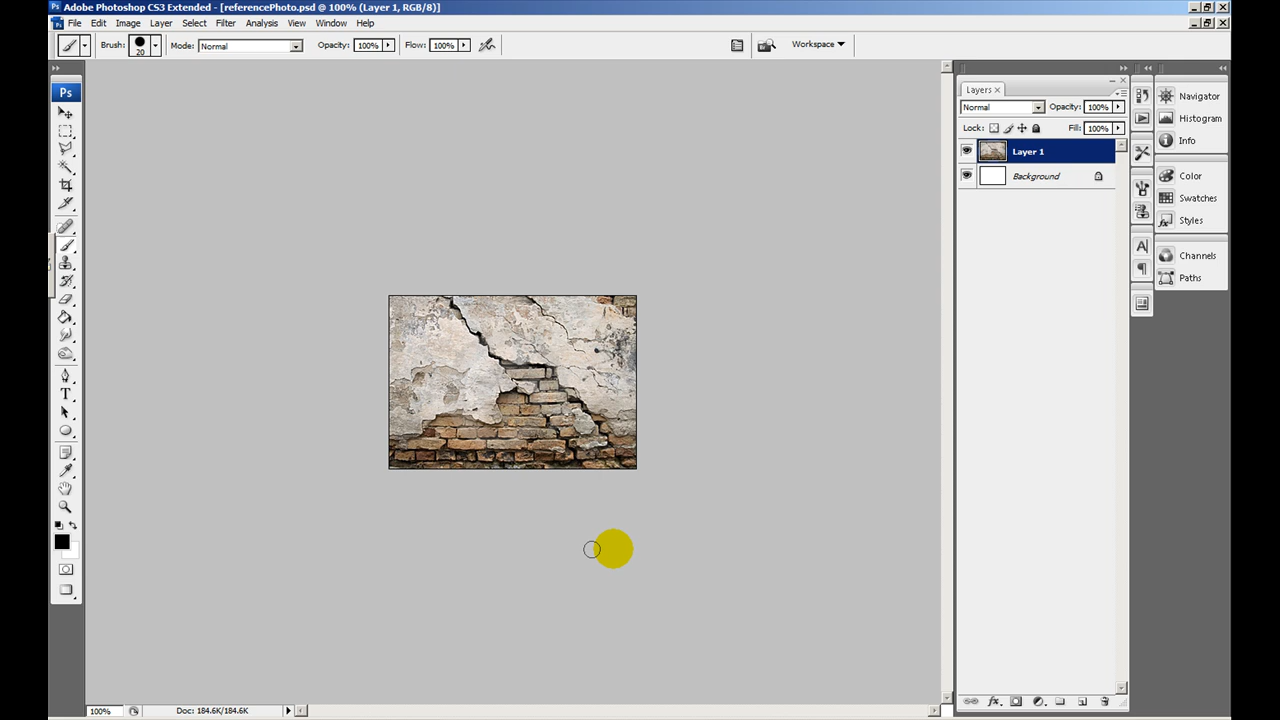 Adobe Photoshop CS3 Extended - [referencePhoto.psd @ 100% (Layer 1, RGB/8)]
File Edit Image Layer Select Filter Analysis View Window Help
Brush: 20 Mode: Normal Opacity: 100% Flow: 100% Workspace
Ps
Layers
Normal Opacity: 100%
Lock: Fill: 100%
Layer 1
Background
Navigator
Histogram
Info
Color
Swatches
Styles
Channels
Paths
100% Doc: 184.6K/184.6K